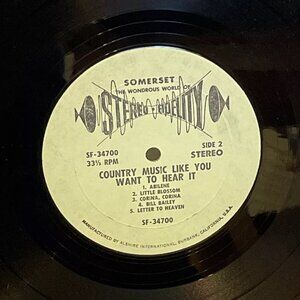 SOMERSET
THE WONDROUS WORLD OF
STEREO FIDELITY
SF-34700
33⅓ RPM
SIDE 2
STEREO
COUNTRY MUSIC LIKE YOU
WANT TO HEAR IT
1. ABILENE
2. LITTLE BLOSSOM
3. CORINA, CORINA
4. BILL BAILEY
5. LETTER TO HEAVEN
SF-34700
MANUFACTURED BY ALSHIRE INTERNATIONAL, BURBANK, CALIFORNIA, U.S.A.